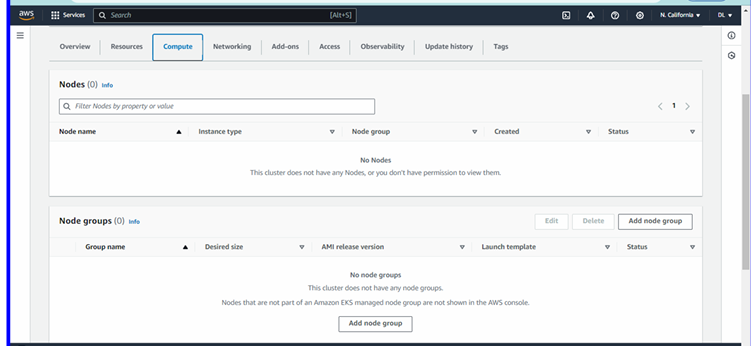 aws Services Search [Alt+S] N. California ▼ DL ▼
Overview Resources Compute Networking Add-ons Access Observability Update history Tags
Nodes (0) Info
Filter Nodes by property or value 1
Node name Instance type Node group Created Status
No Nodes
This cluster does not have any Nodes, or you don't have permission to view them.
Node groups (0) Info Edit Delete Add node group
Group name Desired size AMI release version Launch template Status
No node groups
This cluster does not have any node groups.
Nodes that are not part of an Amazon EKS managed node group are not shown in the AWS console.
Add node group